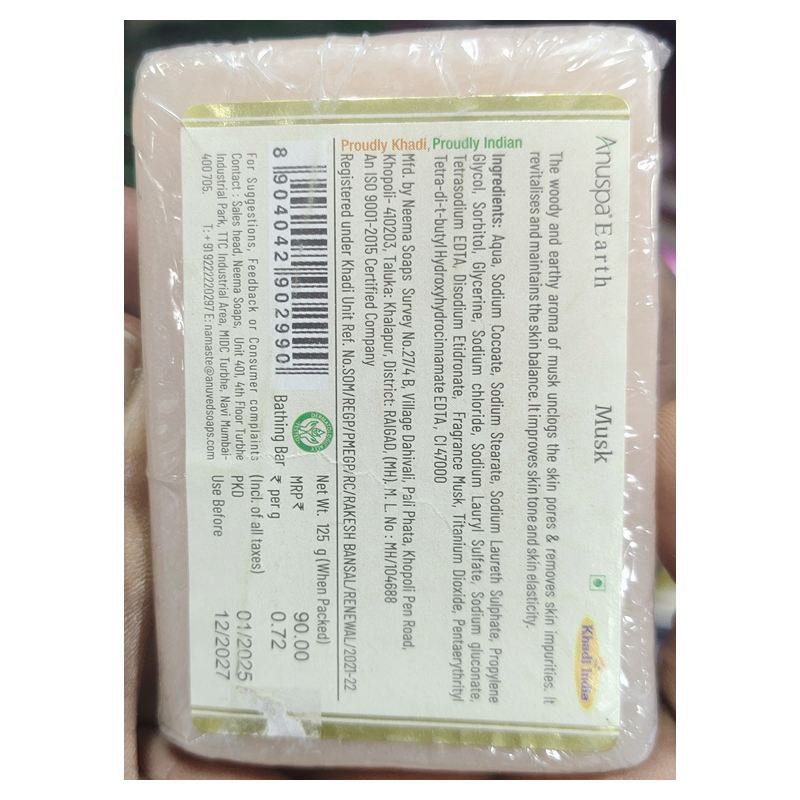 Anuspa® Earth Musk
Khadi India
The woody and earthy aroma of musk unclogs the skin pores & removes skin impurities. It
revitalises and maintains the skin balance. It improves skin tone and skin elasticity.
Proudly Khadi, Proudly Indian
Ingredients: Aqua, Sodium Cocoate, Sodium Stearate, Sodium Laureth Sulphate, Propylene
Glycol, Sorbitol, Glycerine, Sodium chloride, Sodium Lauryl Sulfate, Sodium gluconate,
Tetrasodium EDTA, Disodium Etidronate, Fragrance Musk, Titanium Dioxide, Pentaerythrityl
Tetra-di-t-butyl Hydroxyhydrocinnamate EDTA, CI 47000
Mfd. by Neema Soaps Survey No.27/4 B, Village Dahivali, Pali Phata, Khopoli Pen Road,
Khopoli- 410203, Taluka: Khalapur, District: RAIGAD, (MH). M. L. No : MH/104688
An ISO 9001-2015 Certified Company
Registered under Khadi Unit Ref. No.SOM/REGP/PMEGP/RC/RAKESH BANSAL/RENEWAL/2021-22
8 904042 902990
Bathing Bar
Net Wt: 125 g (When Packed)
MRP ₹ 90.00
₹ per g 0.72
(Incl. of all taxes)
PKD 01/2025
Use Before 12/2027
For Suggestions, Feedback or Consumer complaints
Contact : Sales head, Neema Soaps, Unit 401, 4th Floor Turbhe
Industrial Park, TTC Industrial Area, MIDC Turbhe, Navi Mumbai-
400 705. T: + 91 9222220297 E: namaste@anuvedsoaps.com